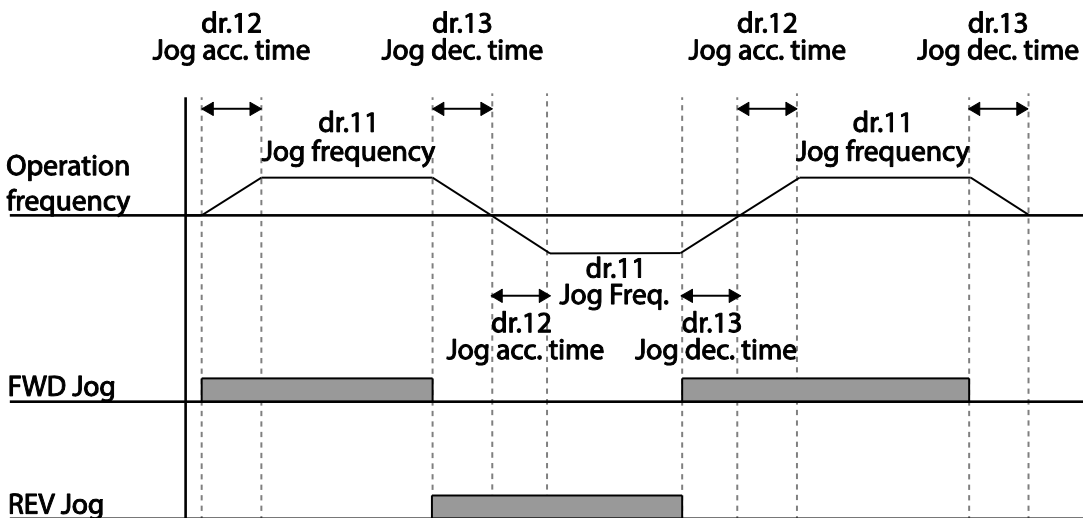 dr.12
Jog acc. time
dr.13
Jog dec. time
dr.12
Jog acc. time
dr.13
Jog dec. time
dr.11
Jog frequency
dr.11
Jog frequency
Operation
frequency
dr.11
Jog Freq.
dr.12
Jog acc. time
dr.13
Jog dec. time
FWD Jog
REV Jog